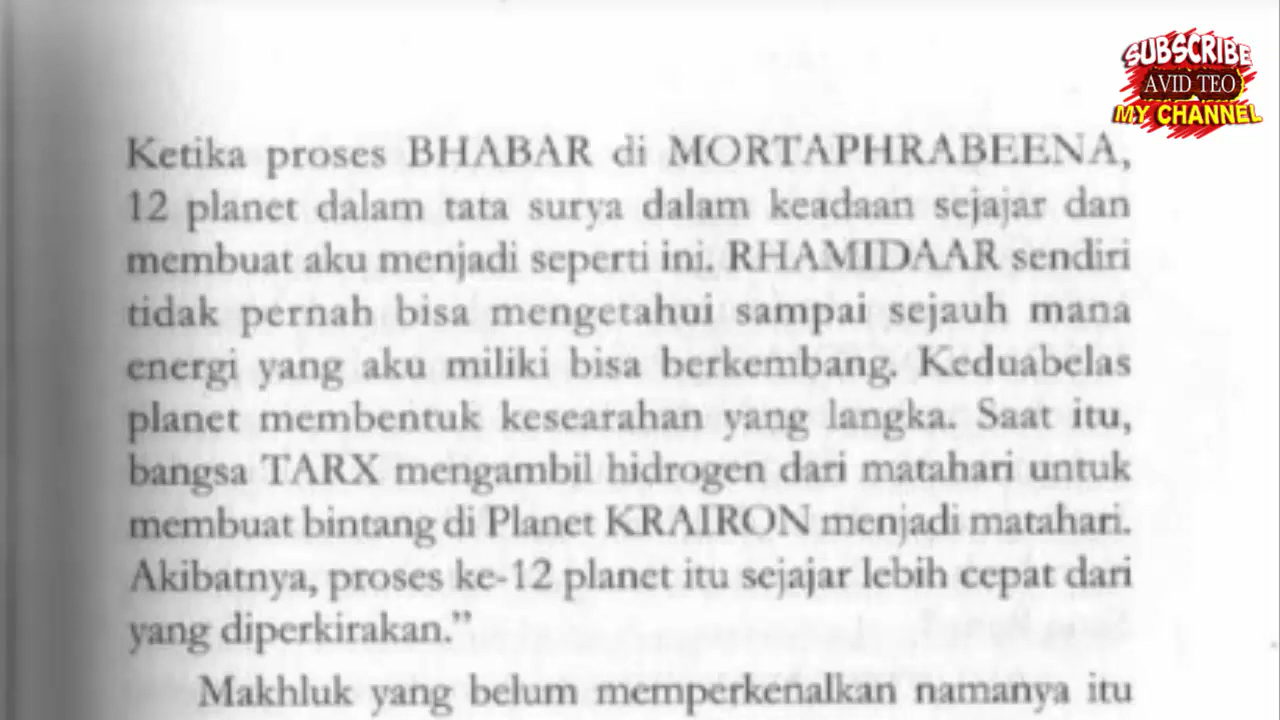 SUBSCRIBE
AVID TEO
MY CHANNEL
Ketika proses BHABAR di MORTAPHRABEENA,
12 planet dalam tata surya dalam keadaan sejajar dan
membuat aku menjadi seperti ini. RHAMIDAAR sendiri
tidak pernah bisa mengetahui sampai sejauh mana
energi yang aku miliki bisa berkembang. Keduabelas
planet membentuk kesearahan yang langka. Saat itu,
bangsa TARX mengambil hidrogen dari matahari untuk
membuat bintang di Planet KRAIRON menjadi matahari.
Akibatnya, proses ke-12 planet itu sejajar lebih cepat dari
yang diperkirakan.”
Makhluk yang belum memperkenalkan namanya itu